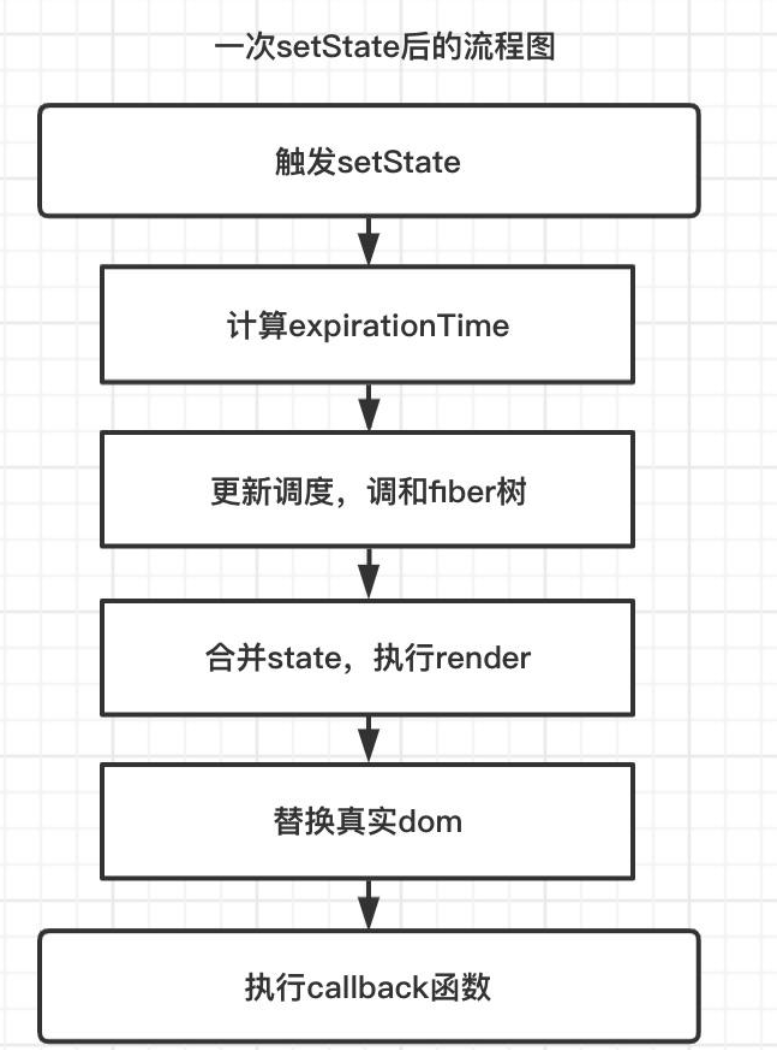 一次setState后的流程图
触发setState
计算expirationTime
更新调度，调和fiber树
合并state，执行render
替换真实dom
执行callback函数